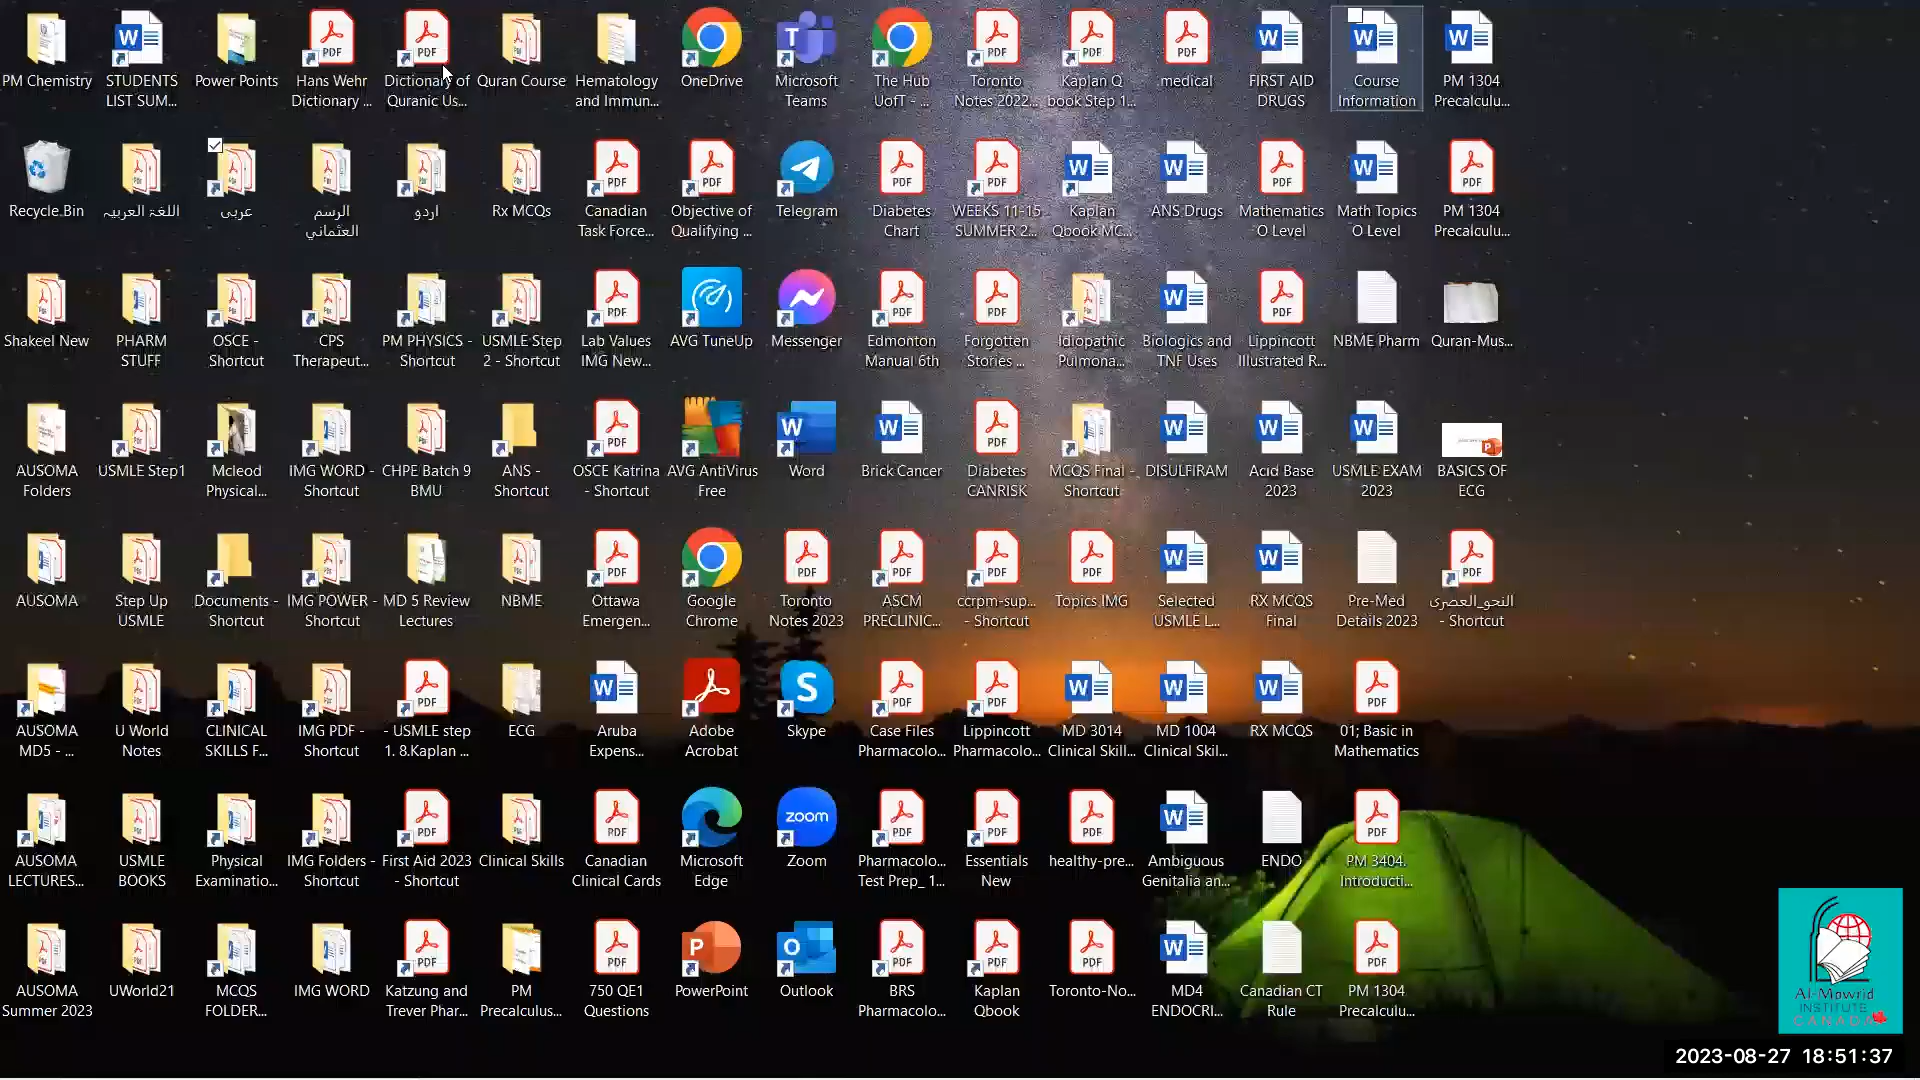 PM Chemistry
STUDENTS
LIST SUM...
Power Points
Hans Wehr
Dictionary ...
Dictionary of
Quranic Us...
Quran Course
Hematology
and Immun...
OneDrive
Microsoft
Teams
The Hub
UofT - ...
Toronto
Notes 2022...
Kaplan Q
book Step 1...
medical
FIRST AID
DRUGS
Course
Information
PM 1304
Precalculu...
Recycle Bin
اللغۃ العربیہ
عربی
الرسم
العثماني
اردو
Rx MCQs
Canadian
Task Force...
Objective of
Qualifying ...
Telegram
Diabetes
Chart
WEEKS 11-15
SUMMER 2...
Kaplan
Qbook MC...
ANS Drugs
Mathematics
O Level
Math Topics
O Level
PM 1304
Precalculu...
Shakeel New
PHARM
STUFF
OSCE -
Shortcut
CPS
Therapeut...
PM PHYSICS -
Shortcut
USMLE Step
2 - Shortcut
Lab Values
IMG New...
AVG TuneUp
Messenger
Edmonton
Manual 6th
Forgotten
Stories ...
Idiopathic
Pulmona...
Biologics and
TNF Uses
Lippincott
Illustrated R...
NBME Pharm
Quran-Mus...
AUSOMA
Folders
USMLE Step1
Mcleod
Physical...
IMG WORD -
Shortcut
CHPE Batch 9
BMU
ANS -
Shortcut
OSCE Katrina
- Shortcut
AVG AntiVirus
Free
Word
Brick Cancer
Diabetes
CANRISK
MCQS Final -
Shortcut
DISULFIRAM
Acid Base
2023
USMLE EXAM
2023
BASICS OF
ECG
AUSOMA
Step Up
USMLE
Documents -
Shortcut
IMG POWER -
Shortcut
MD 5 Review
Lectures
NBME
Ottawa
Emergen...
Google
Chrome
Toronto
Notes 2023
ASCM
PRECLINIC...
ccrpm-sup...
- Shortcut
Topics IMG
Selected
USMLE L...
RX MCQS
Final
Pre-Med
Details 2023
النحو_العصری
- Shortcut
AUSOMA
MD5 - ...
U World
Notes
CLINICAL
SKILLS F...
IMG PDF -
Shortcut
- USMLE step
1. 8.Kaplan ...
ECG
Aruba
Expens...
Adobe
Acrobat
Skype
Case Files
Pharmacolo...
Lippincott
Pharmacolo...
MD 3014
Clinical Skill...
MD 1004
Clinical Skil...
RX MCQS
01; Basic in
Mathematics
AUSOMA
LECTURES...
USMLE
BOOKS
Physical
Examinatio...
IMG Folders -
Shortcut
First Aid 2023
- Shortcut
Clinical Skills
Canadian
Clinical Cards
Microsoft
Edge
zoom
Zoom
Pharmacolo...
Test Prep_ 1...
Essentials
New
healthy-pre...
Ambiguous
Genitalia an...
ENDO
PM 3404.
Introducti...
AUSOMA
Summer 2023
UWorld21
MCQS
FOLDER...
IMG WORD
Katzung and
Trever Phar...
PM
Precalculus...
750 QE1
Questions
PowerPoint
Outlook
BRS
Pharmacolo...
Kaplan
Qbook
Toronto-No...
MD4
ENDOCRI...
Canadian CT
Rule
PM 1304
Precalculu...
Al-Mawrid
INSTITUTE
CANADA
2023-08-27 18:51:37